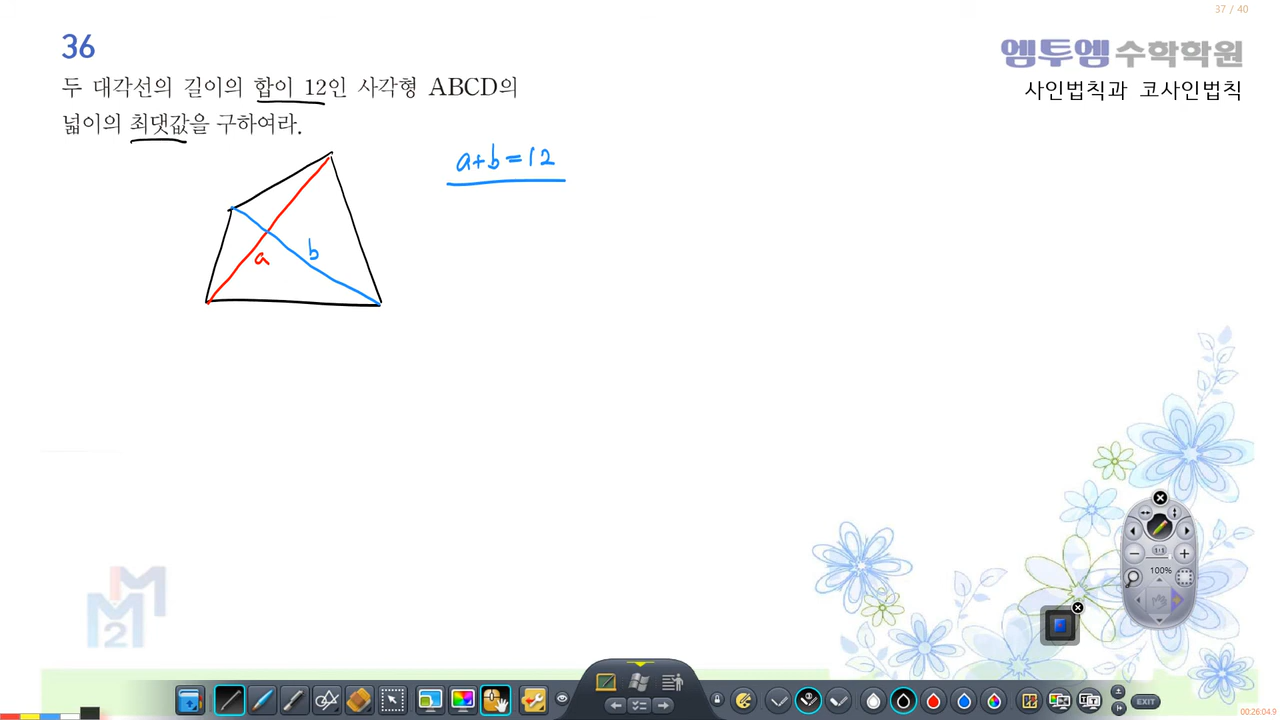 37 / 40
36
엠투엠수학학원
두 대각선의 길이의 합이 12인 사각형 ABCD의
사인법칙과 코사인법칙
넓이의 최댓값을 구하여라.
a+b=12
a
b
1:1
100%
M
M2
EXIT
00:26:04.9